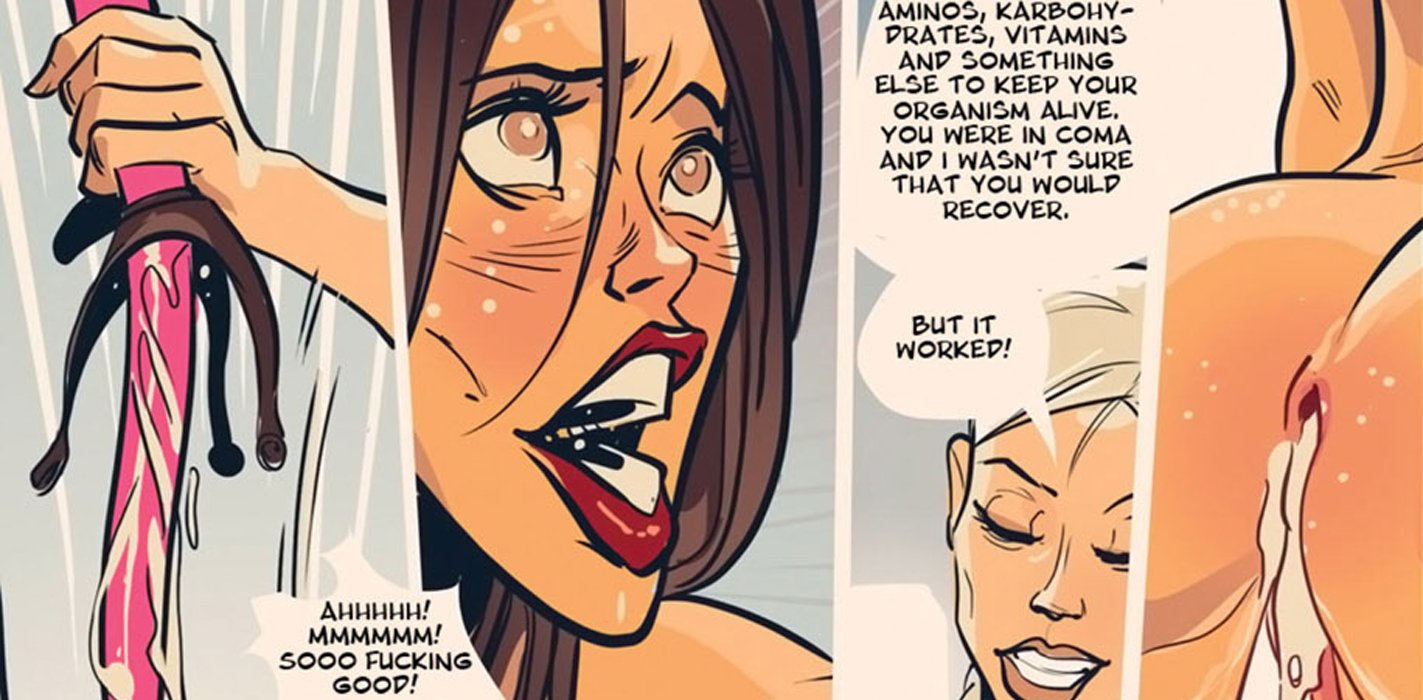 AHHHHH!
MMMMMM!
SOOO FUCKING
GOOD!
AMINOS, KARBOHY-
DRATES, VITAMINS
AND SOMETHING
ELSE TO KEEP YOUR
ORGANISM ALIVE.
YOU WERE IN COMA
AND I WASN'T SURE
THAT YOU WOULD
RECOVER.
BUT IT
WORKED!